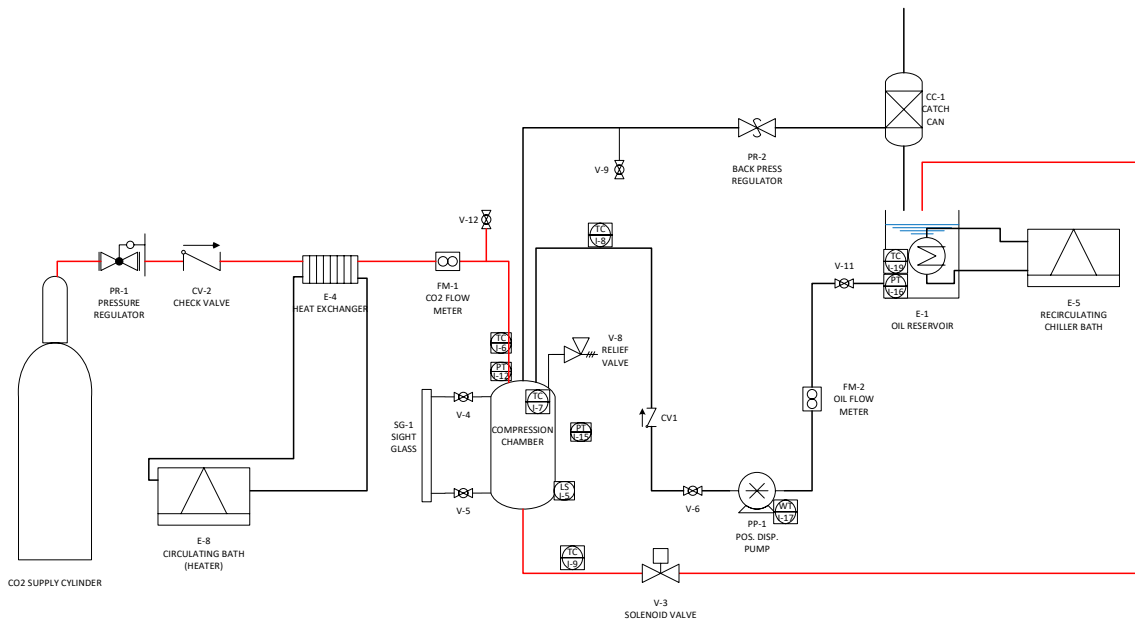 CC-1
CATCH
CAN
PR-2
BACK PRESS
REGULATOR
V-9
V-12
TC
I-8
PR-1
PRESSURE
REGULATOR
CV-2
CHECK VALVE
E-4
HEAT EXCHANGER
FM-1
CO2 FLOW
METER
V-11
TC
I-19
PT
I-16
E-1
OIL RESERVOIR
E-5
RECIRCULATING
CHILLER BATH
TC
I-6
PT
I-12
V-8
RELIEF
VALVE
TC
I-7
V-4
SG-1
SIGHT
GLASS
COMPRESSION
CHAMBER
PT
I-15
CV1
FM-2
OIL FLOW
METER
LS
I-5
V-5
V-6
WT
I-17
PP-1
POS. DISP.
PUMP
E-8
CIRCULATING BATH
(HEATER)
CO2 SUPPLY CYLINDER
TC
I-9
V-3
SOLENOID VALVE